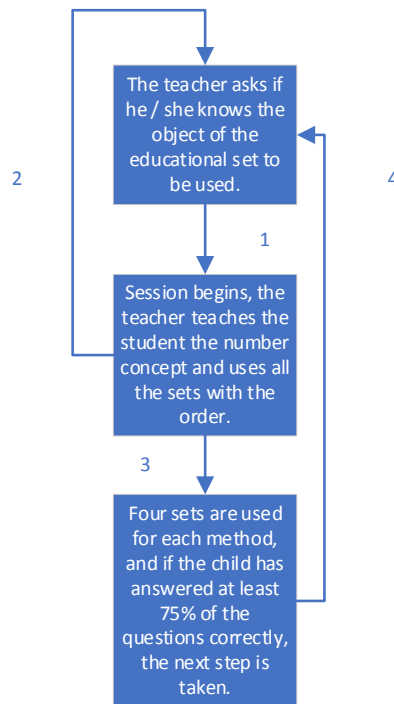 The teacher asks if
he / she knows the
object of the
educational set to
be used.
2
4
1
Session begins, the
teacher teaches the
student the number
concept and uses all
the sets with the
order.
3
Four sets are used
for each method,
and if the child has
answered at least
75% of the
questions correctly,
the next step is
taken.